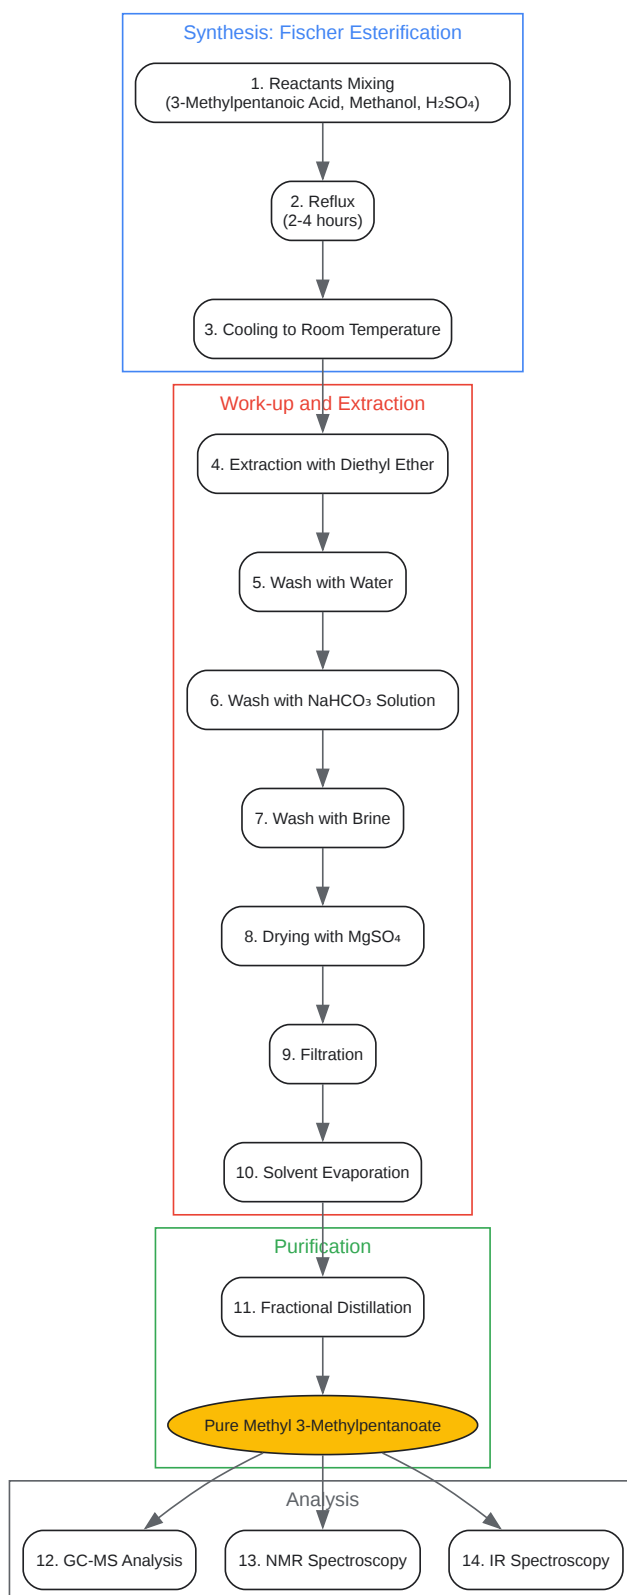 Synthesis: Fischer Esterification
1. Reactants Mixing
(3-Methylpentanoic Acid, Methanol, H₂SO₄)
2. Reflux
(2-4 hours)
3. Cooling to Room Temperature
Work-up and Extraction
4. Extraction with Diethyl Ether
5. Wash with Water
6. Wash with NaHCO₃ Solution
7. Wash with Brine
8. Drying with MgSO₄
9. Filtration
10. Solvent Evaporation
Purification
11. Fractional Distillation
Pure Methyl 3-Methylpentanoate
Analysis
12. GC-MS Analysis
13. NMR Spectroscopy
14. IR Spectroscopy